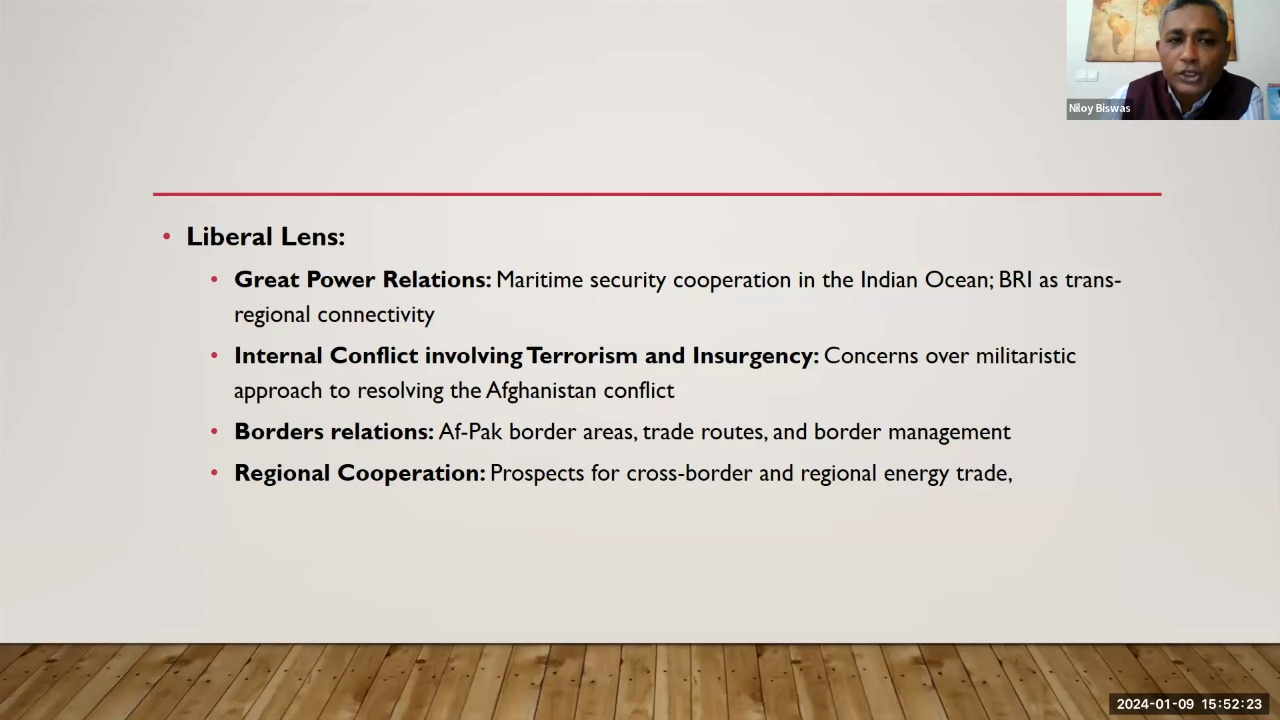 Niloy Biswas
• Liberal Lens:
• Great Power Relations: Maritime security cooperation in the Indian Ocean; BRI as trans-
regional connectivity
• Internal Conflict involving Terrorism and Insurgency: Concerns over militaristic
approach to resolving the Afghanistan conflict
• Borders relations: Af-Pak border areas, trade routes, and border management
• Regional Cooperation: Prospects for cross-border and regional energy trade,
2024-01-09 15:52:23